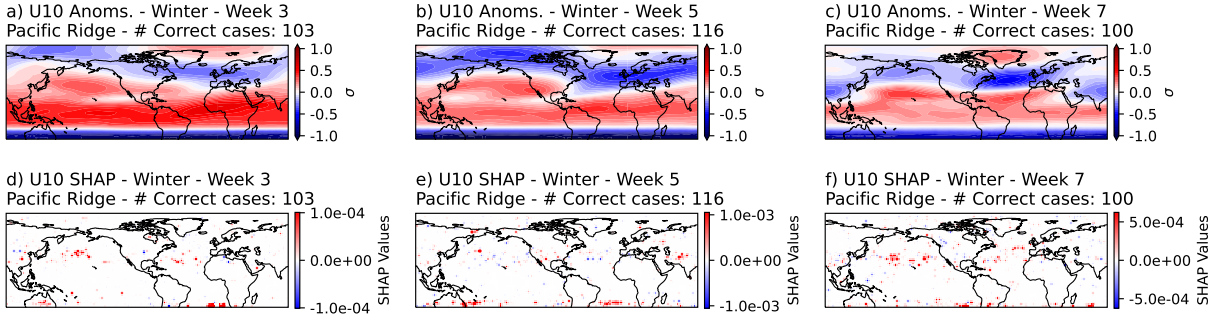 a) U10 Anoms. - Winter - Week 3
Pacific Ridge - # Correct cases: 103
1.0
0.5
0.0
-0.5
-1.0
σ
b) U10 Anoms. - Winter - Week 5
Pacific Ridge - # Correct cases: 116
1.0
0.5
0.0
-0.5
-1.0
σ
c) U10 Anoms. - Winter - Week 7
Pacific Ridge - # Correct cases: 100
1.0
0.5
0.0
-0.5
-1.0
σ
d) U10 SHAP - Winter - Week 3
Pacific Ridge - # Correct cases: 103
1.0e-04
0.0e+00
-1.0e-04
SHAP Values
e) U10 SHAP - Winter - Week 5
Pacific Ridge - # Correct cases: 116
1.0e-03
0.0e+00
-1.0e-03
SHAP Values
f) U10 SHAP - Winter - Week 7
Pacific Ridge - # Correct cases: 100
5.0e-04
0.0e+00
-5.0e-04
SHAP Values